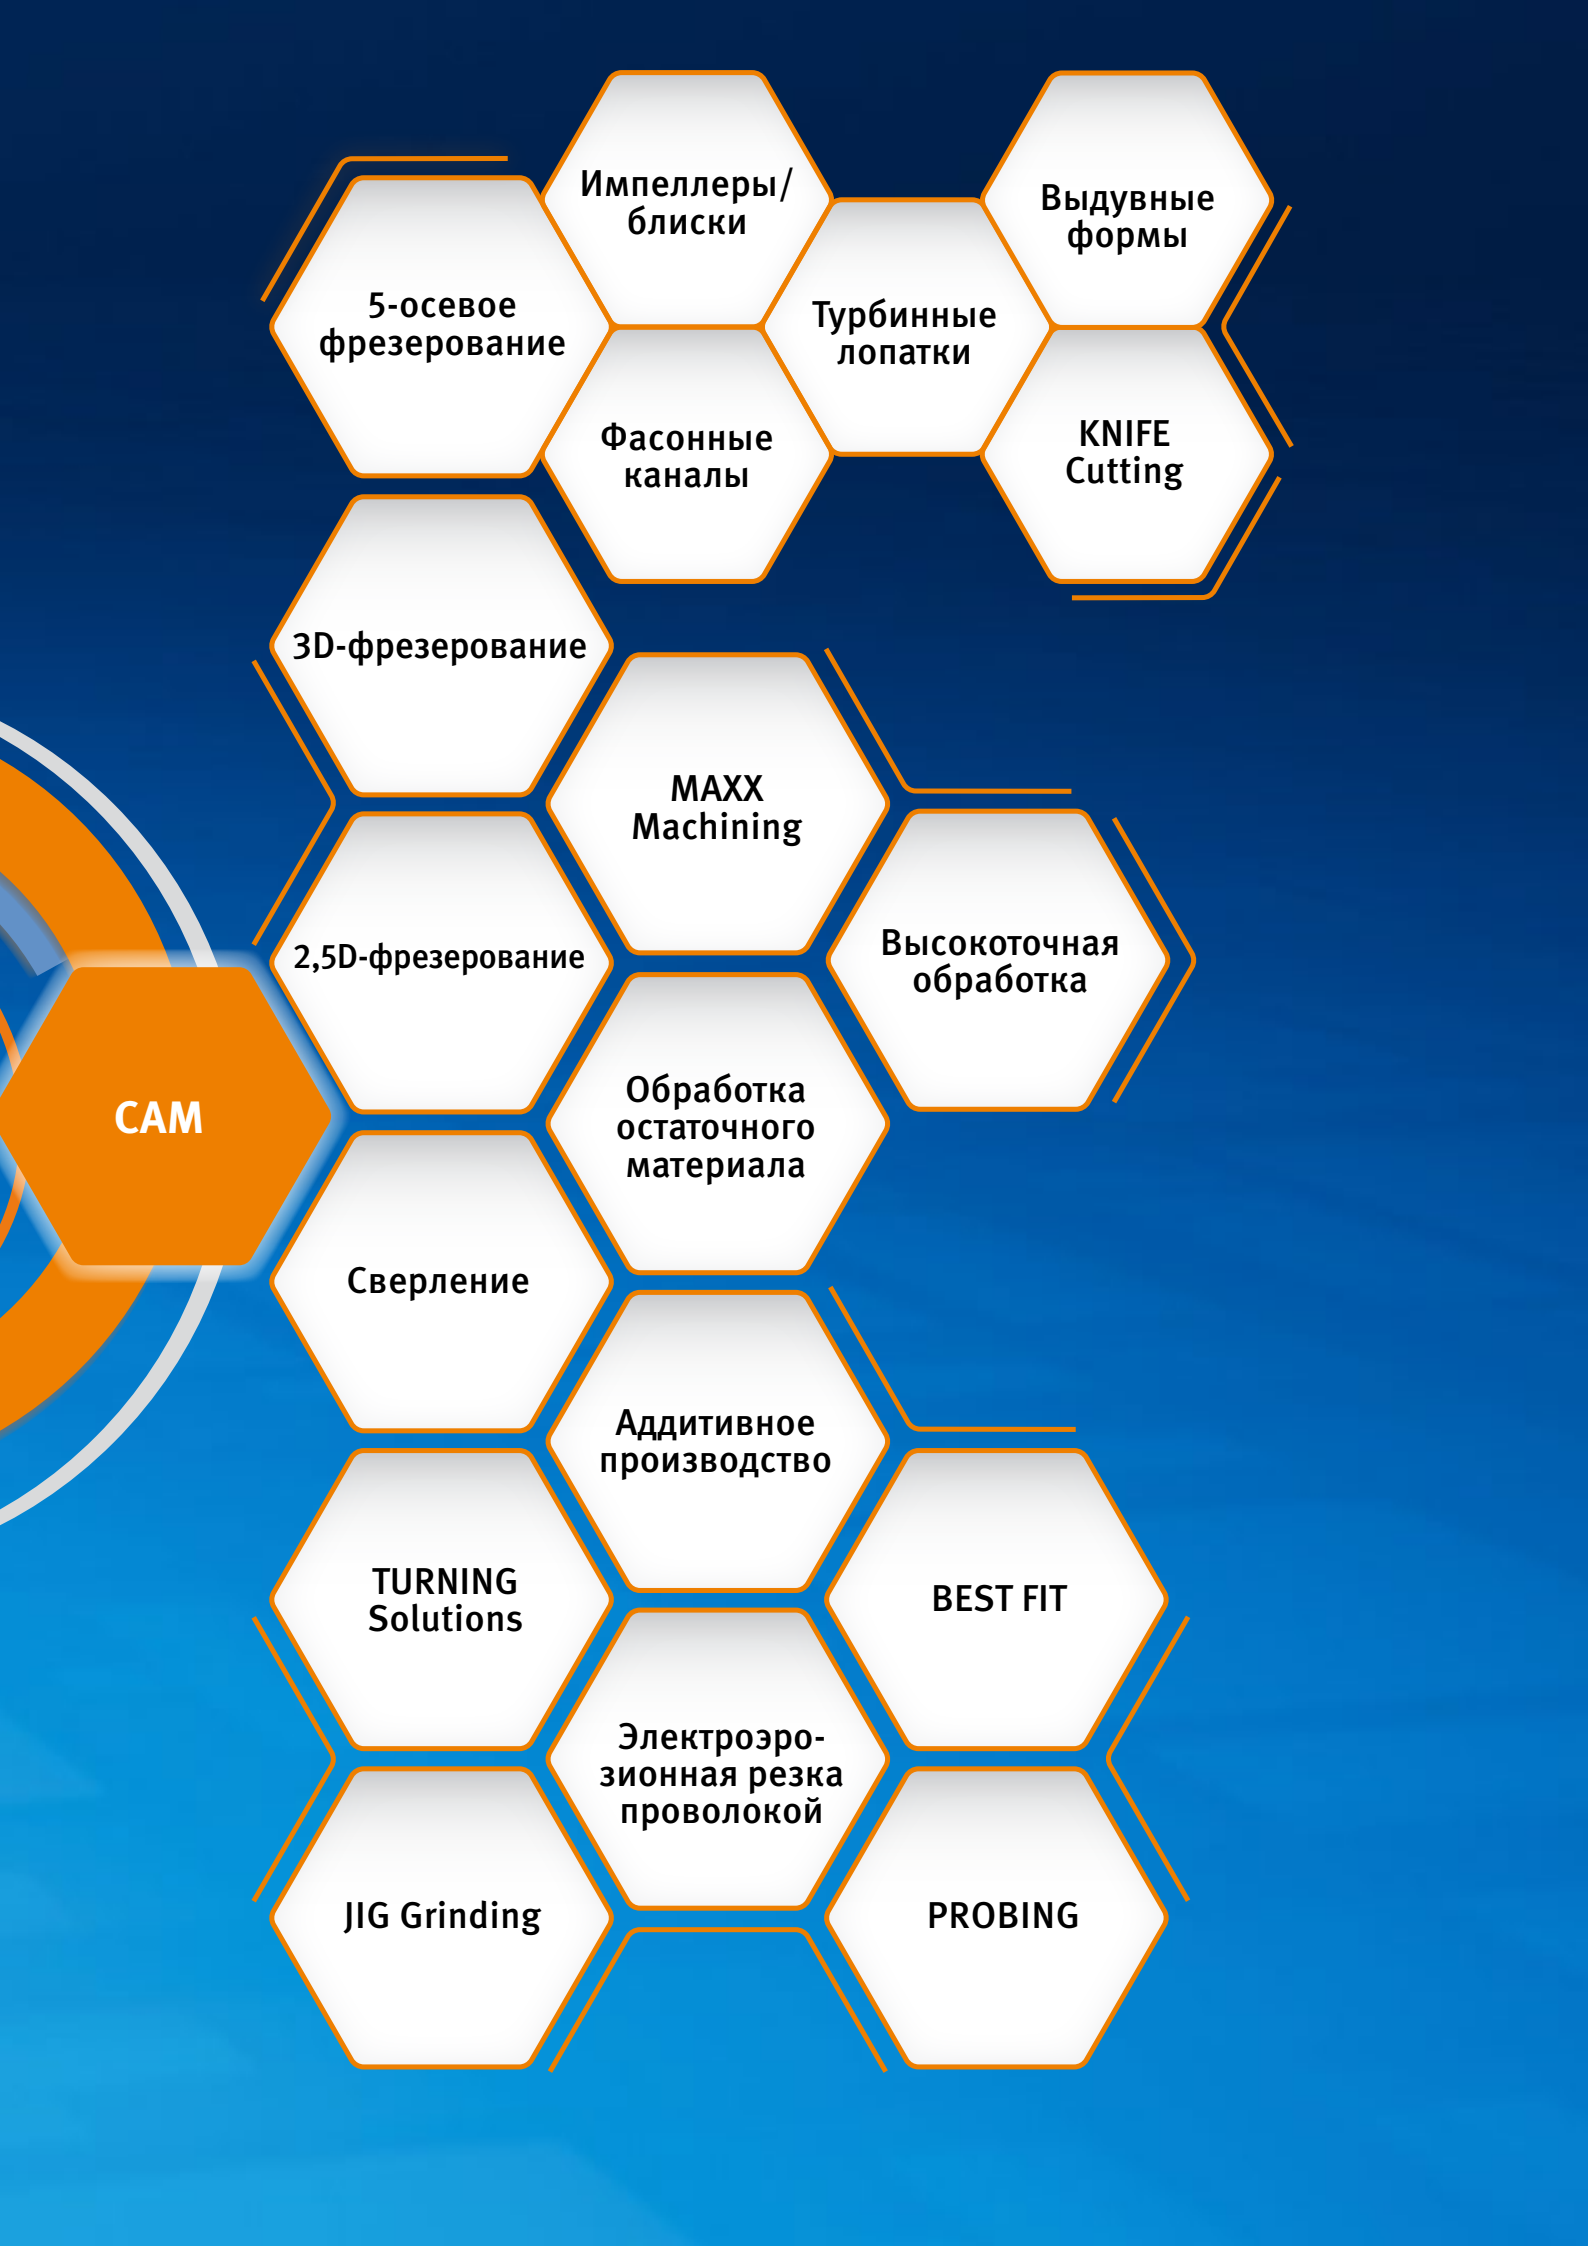 Импеллеры/
блиски
Выдувные
формы
5-осевое
фрезерование
Турбинные
лопатки
Фасонные
каналы
KNIFE
Cutting
3D-фрезерование
MAXX
Machining
2,5D-фрезерование
Высокоточная
обработка
CAM
Обработка
остаточного
материала
Сверление
Аддитивное
производство
TURNING
Solutions
BEST FIT
Электроэро-
зионная резка
проволокой
JIG Grinding
PROBING